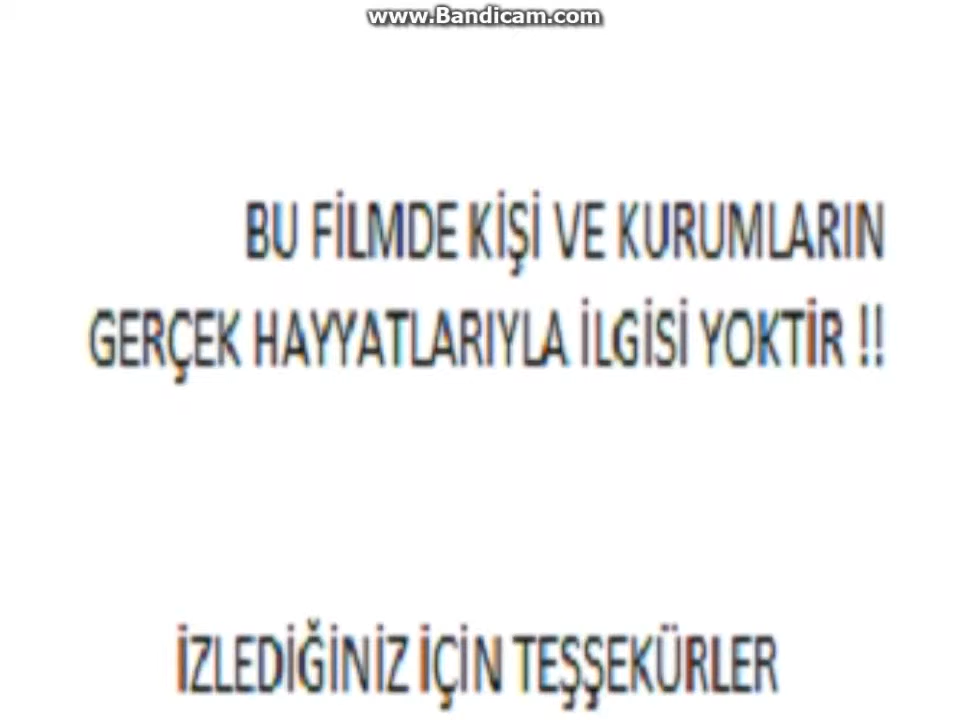 www.Bandicam.com
BU FİLMDE KİŞİ VE KURUMLARIN
GERÇEK HAYYATLARIYLA İLGİSİ YOKTİR !!
İZLEDİĞİNİZ İÇİN TEŞŞEKÜRLER